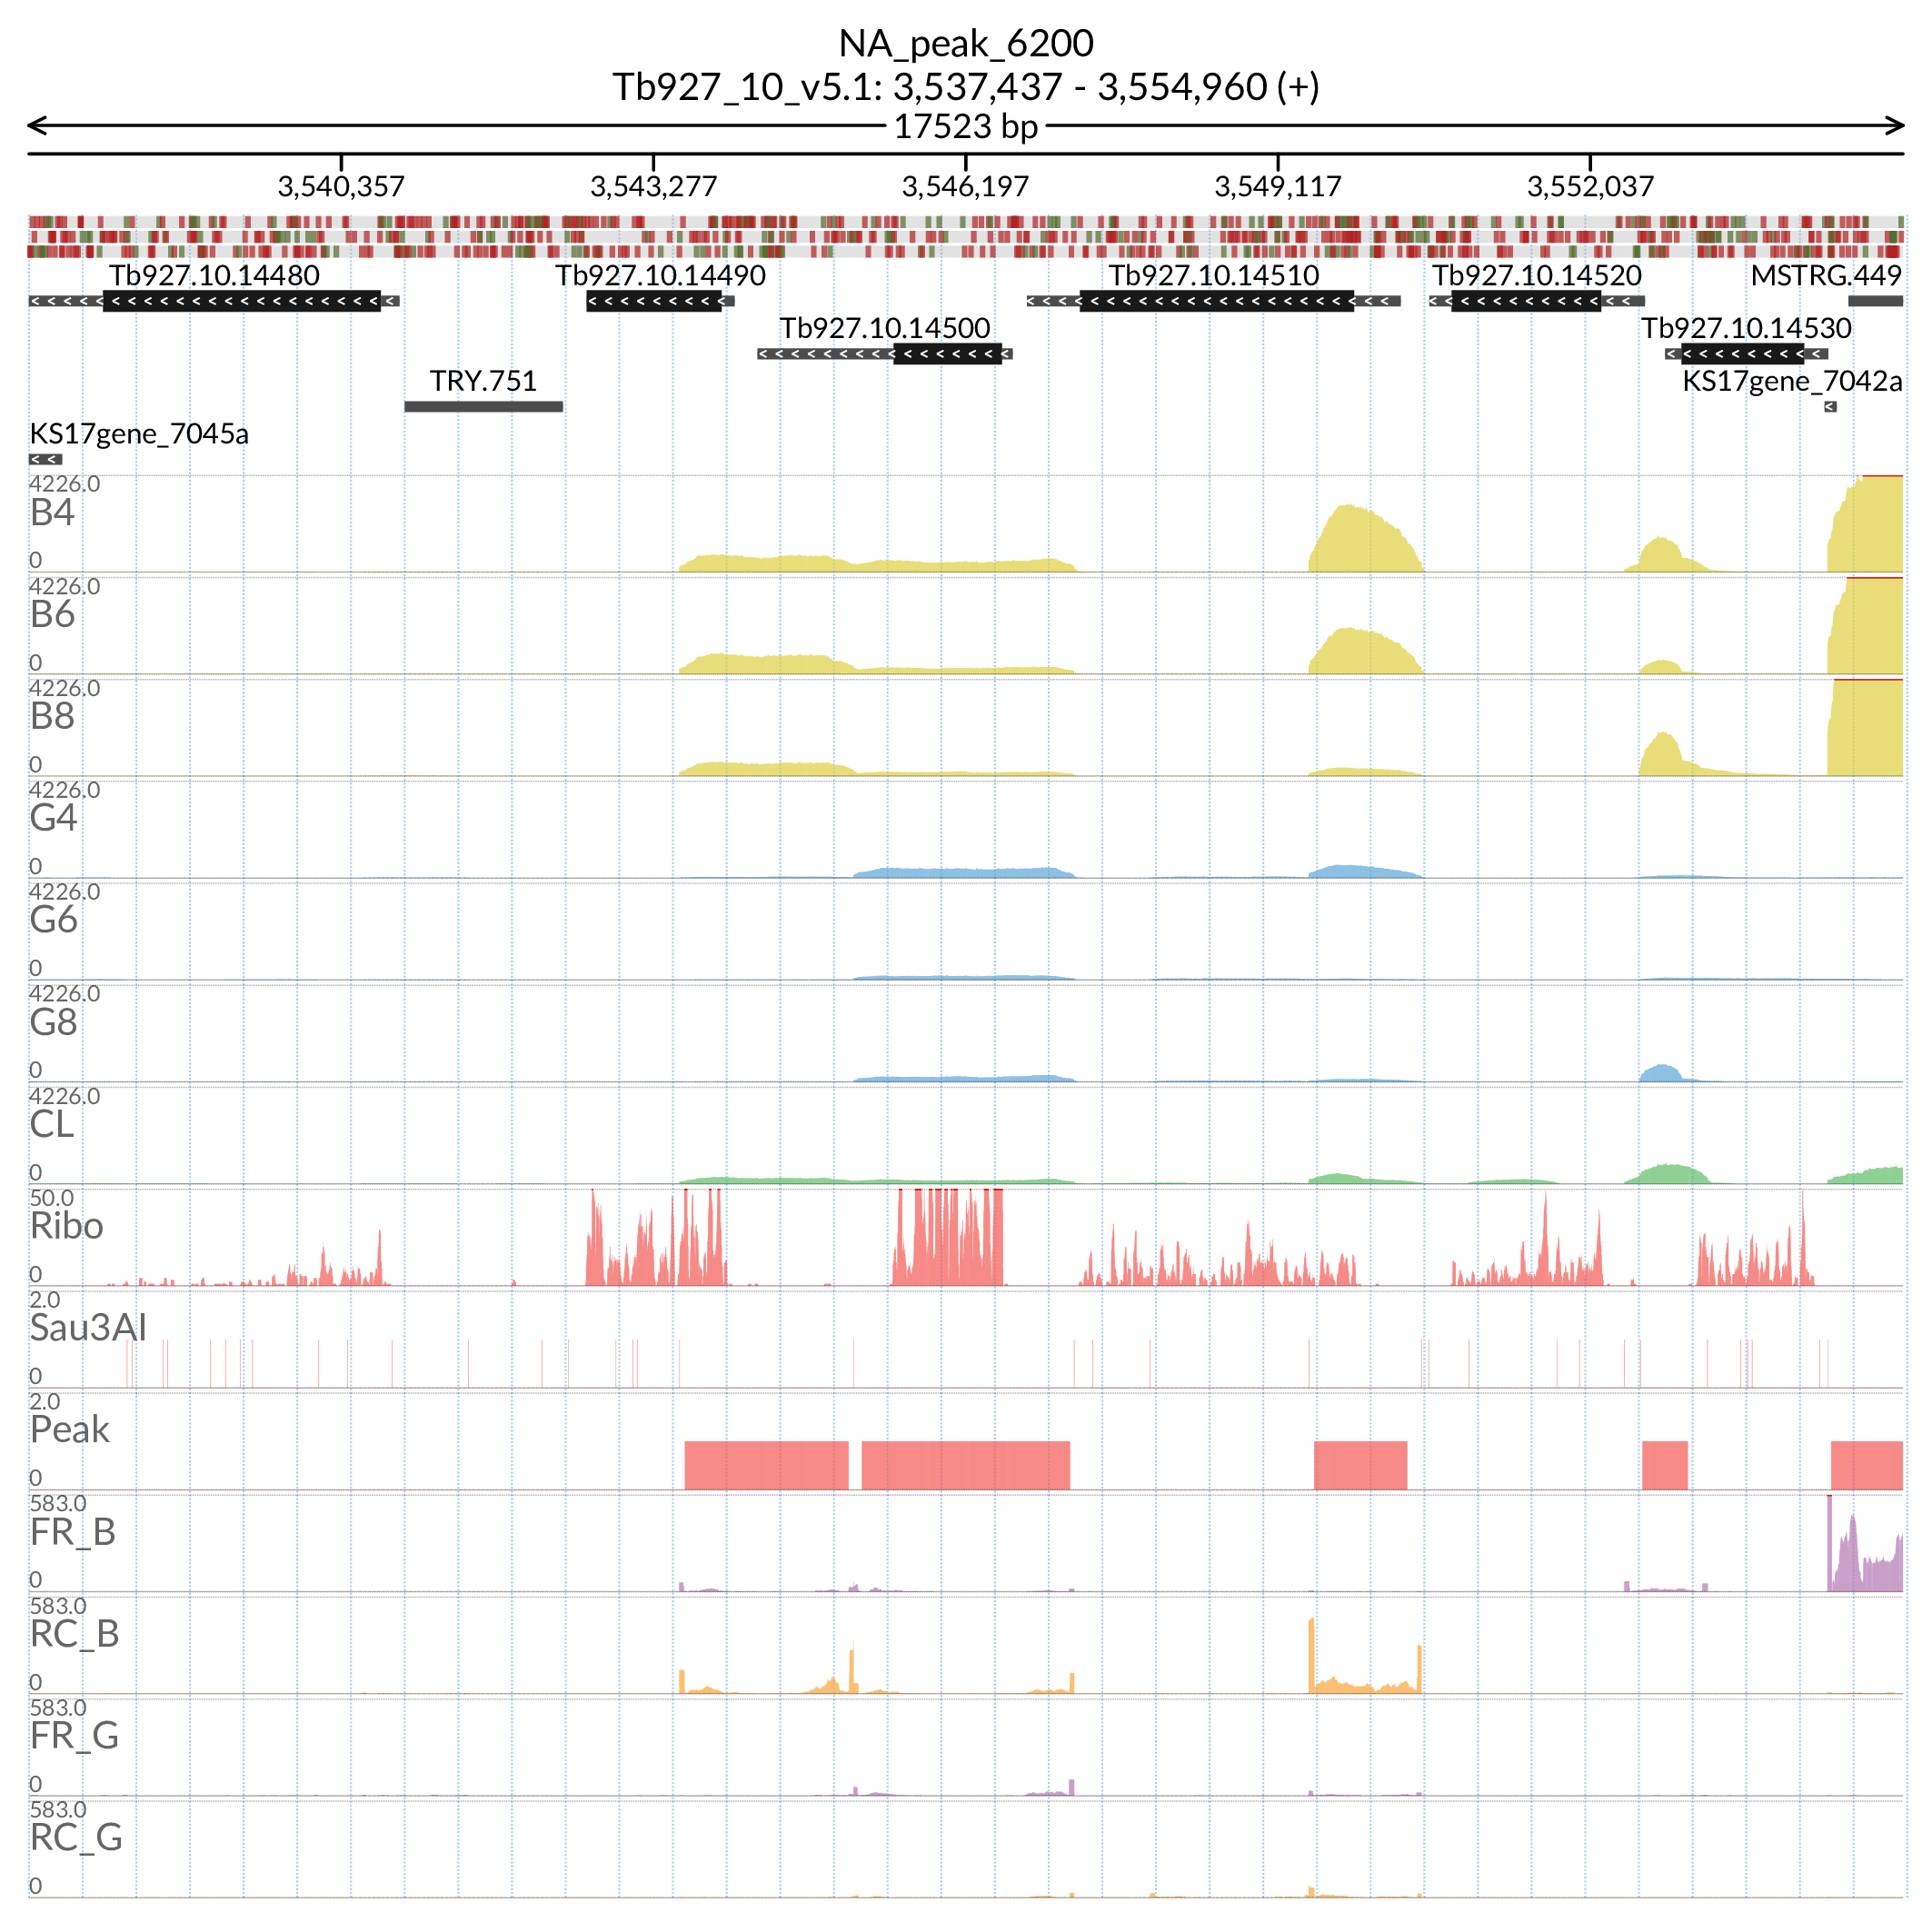 NA_peak_6200
Tb927_10_v5.1: 3,537,437 - 3,554,960 (+)
17523 bp
3,540,357 3,543,277 3,546,197 3,549,117 3,552,037
Tb927.10.14480 Tb927.10.14490 Tb927.10.14510 Tb927.10.14520 MSTRG.449
Tb927.10.14500 Tb927.10.14530
TRY.751 KS17gene_7042a
KS17gene_7045a
4226.0
B4
0
4226.0
B6
0
4226.0
B8
0
4226.0
G4
0
4226.0
G6
0
4226.0
G8
0
4226.0
CL
0
50.0
Ribo
0
2.0
Sau3AI
0
2.0
Peak
0
583.0
FR_B
0
583.0
RC_B
0
583.0
FR_G
0
583.0
RC_G
0